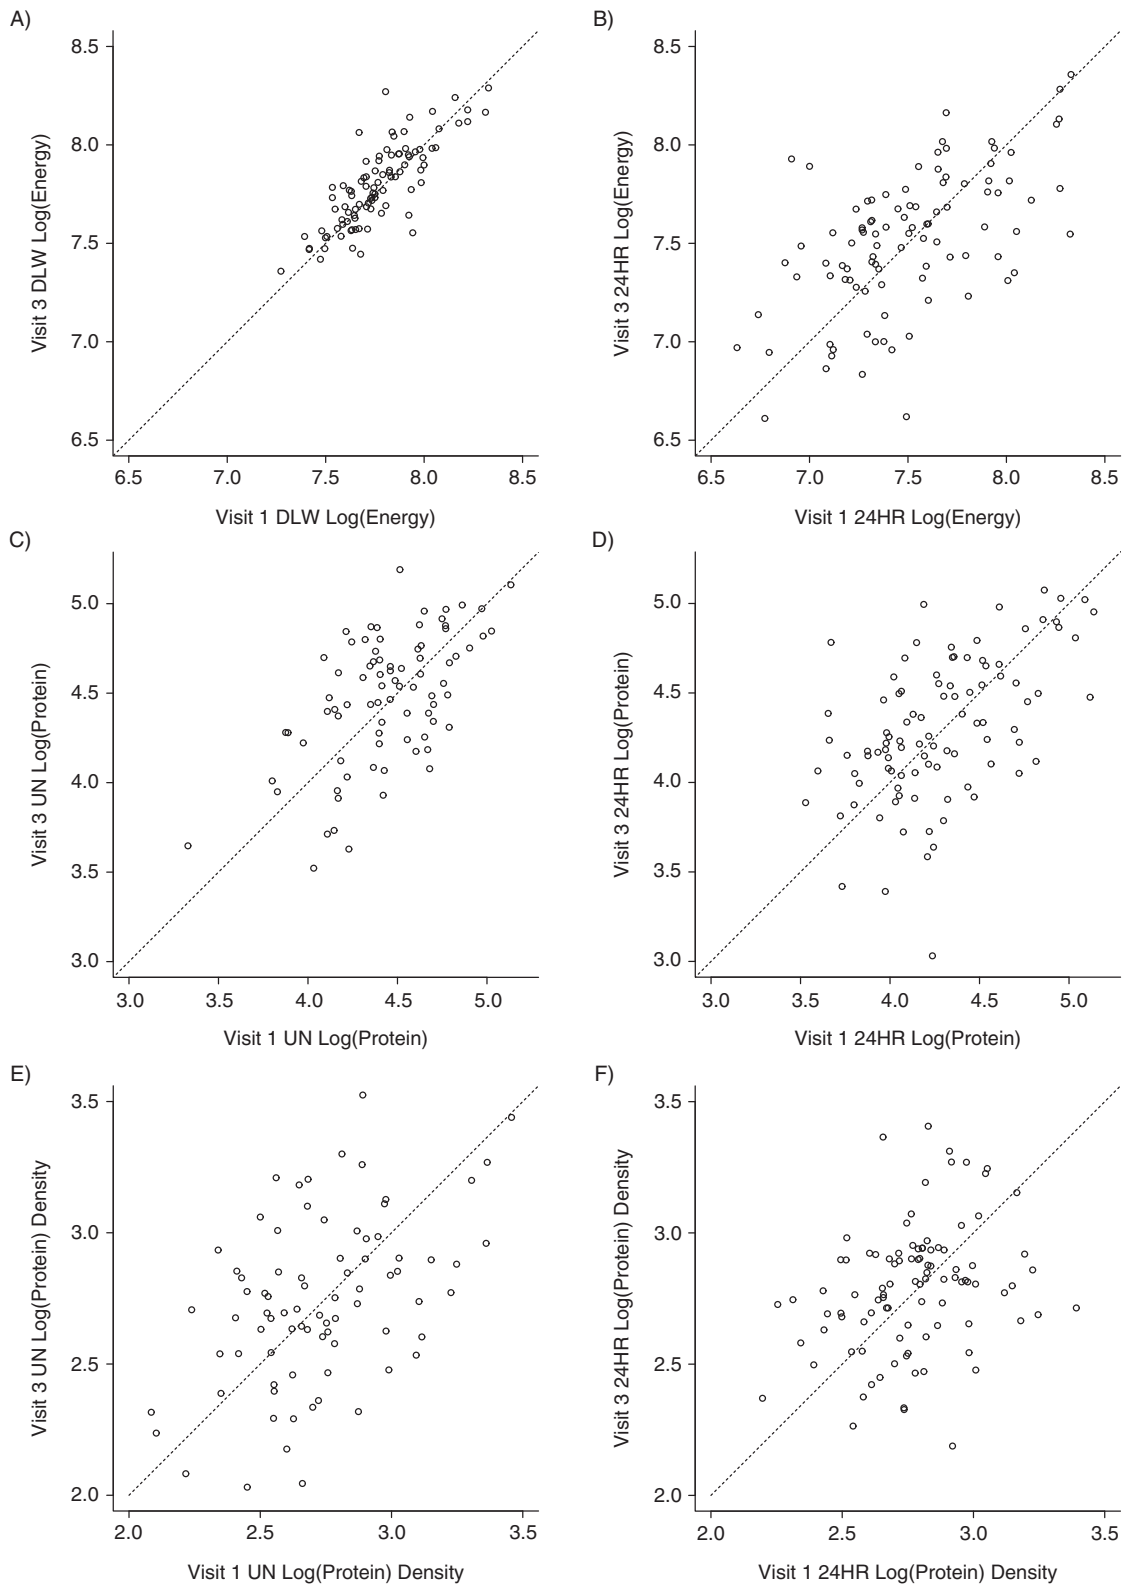 A)
8.5
8.0
7.5
7.0
6.5
Visit 3 DLW Log(Energy)
6.5 7.0 7.5 8.0 8.5
Visit 1 DLW Log(Energy)
B)
8.5
8.0
7.5
7.0
6.5
Visit 3 24HR Log(Energy)
6.5 7.0 7.5 8.0 8.5
Visit 1 24HR Log(Energy)
C)
5.0
4.5
4.0
3.5
3.0
Visit 3 UN Log(Protein)
3.0 3.5 4.0 4.5 5.0
Visit 1 UN Log(Protein)
D)
5.0
4.5
4.0
3.5
3.0
Visit 3 24HR Log(Protein)
3.0 3.5 4.0 4.5 5.0
Visit 1 24HR Log(Protein)
E)
3.5
3.0
2.5
2.0
Visit 3 UN Log(Protein) Density
2.0 2.5 3.0 3.5
Visit 1 UN Log(Protein) Density
F)
3.5
3.0
2.5
2.0
Visit 3 24HR Log(Protein) Density
2.0 2.5 3.0 3.5
Visit 1 24HR Log(Protein) Density